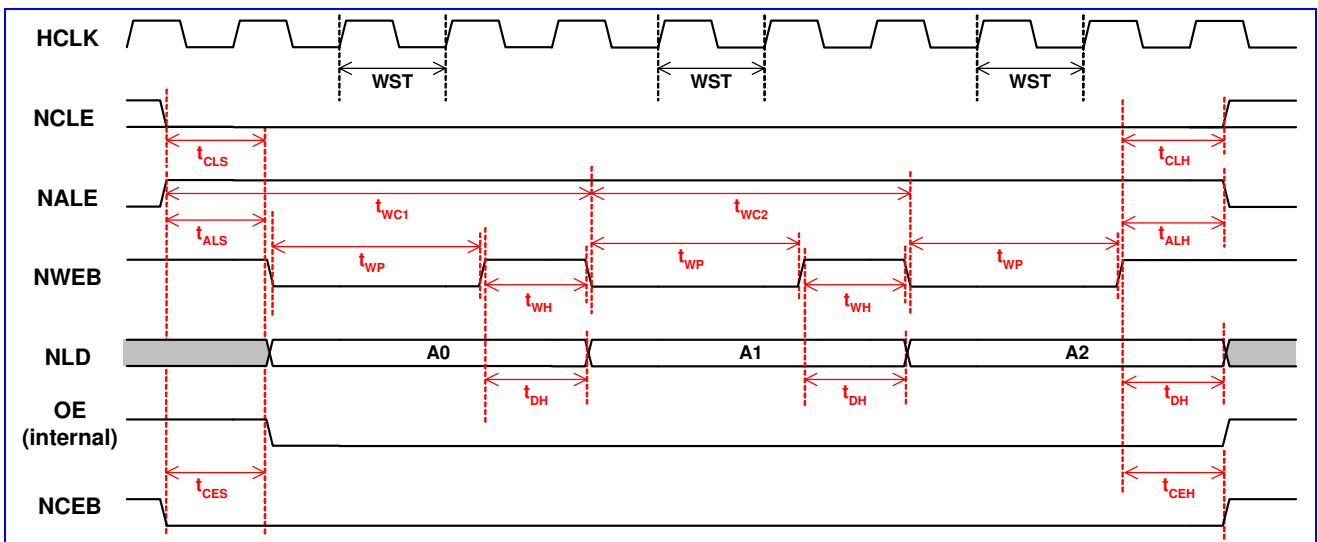 HCLK
WST WST WST
NCLE
tCLS tCLH
NALE
tWC1 tWC2
tALS tALH
tWP tWP tWP
NWEB
tWH tWH
NLD A0 A1 A2
tDH tDH tDH
OE
(internal)
tCES tCEH
NCEB